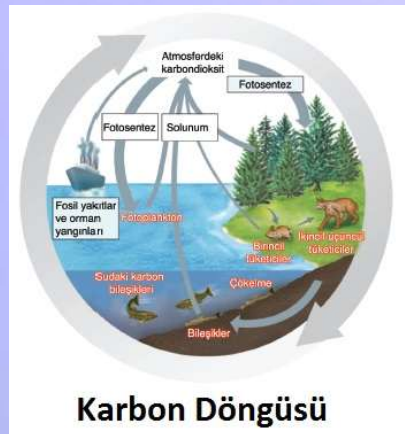 Atmosferdeki
karbondioksit
Fotosentez
Fotosentez
Solunum
Fosil yakıtlar
ve orman
yangınları
Fotoplankton
Birincil
tüketiciler
İkincil üçüncül
tüketiciler
Sudaki karbon
bileşikleri
Çökelme
Bileşikler
Karbon Döngüsü